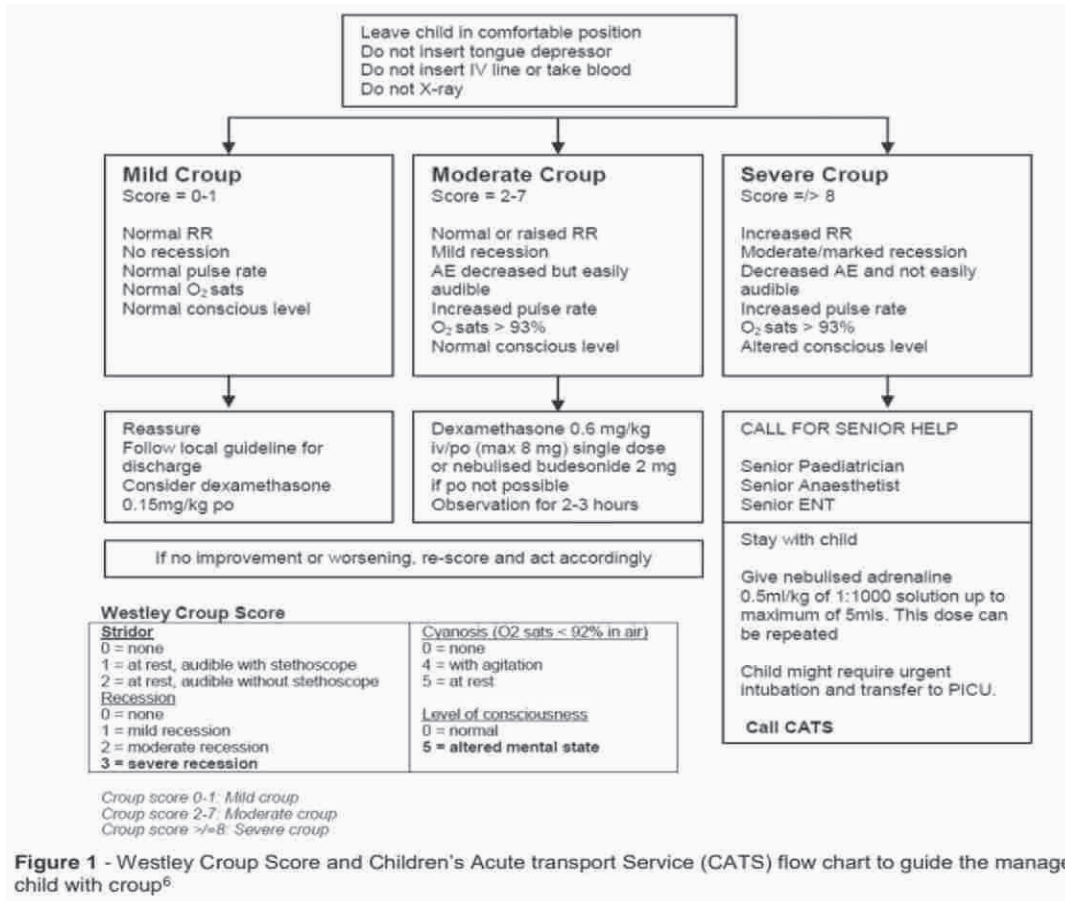 Leave child in comfortable position
Do not insert tongue depressor
Do not insert IV line or take blood
Do not X-ray
Mild Croup
Score = 0-1
Normal RR
No recession
Normal pulse rate
Normal O₂ sats
Normal conscious level
Moderate Croup
Score = 2-7
Normal or raised RR
Mild recession
AE decreased but easily
audible
Increased pulse rate
O₂ sats > 93%
Normal conscious level
Severe Croup
Score =/> 8
Increased RR
Moderate/marked recession
Decreased AE and not easily
audible
Increased pulse rate
O₂ sats > 93%
Altered conscious level
Reassure
Follow local guideline for
discharge
Consider dexamethasone
0.15mg/kg po
Dexamethasone 0.6 mg/kg
iv/po (max 8 mg) single dose
or nebulised budesonide 2 mg
if po not possible
Observation for 2-3 hours
CALL FOR SENIOR HELP
Senior Paediatrician
Senior Anaesthetist
Senior ENT
Stay with child
Give nebulised adrenaline
0.5ml/kg of 1:1000 solution up to
maximum of 5mls. This dose can
be repeated
Child might require urgent
intubation and transfer to PICU.
Call CATS
If no improvement or worsening, re-score and act accordingly
Westley Croup Score
Stridor
0 = none
1 = at rest, audible with stethoscope
2 = at rest, audible without stethoscope
Recession
0 = none
1 = mild recession
2 = moderate recession
3 = severe recession
Cyanosis (O2 sats < 92% in air)
0 = none
4 = with agitation
5 = at rest
Level of consciousness
0 = normal
5 = altered mental state
Croup score 0-1: Mild croup
Croup score 2-7: Moderate croup
Croup score >/=8: Severe croup
Figure 1 - Westley Croup Score and Children's Acute transport Service (CATS) flow chart to guide the manage
child with croup⁶